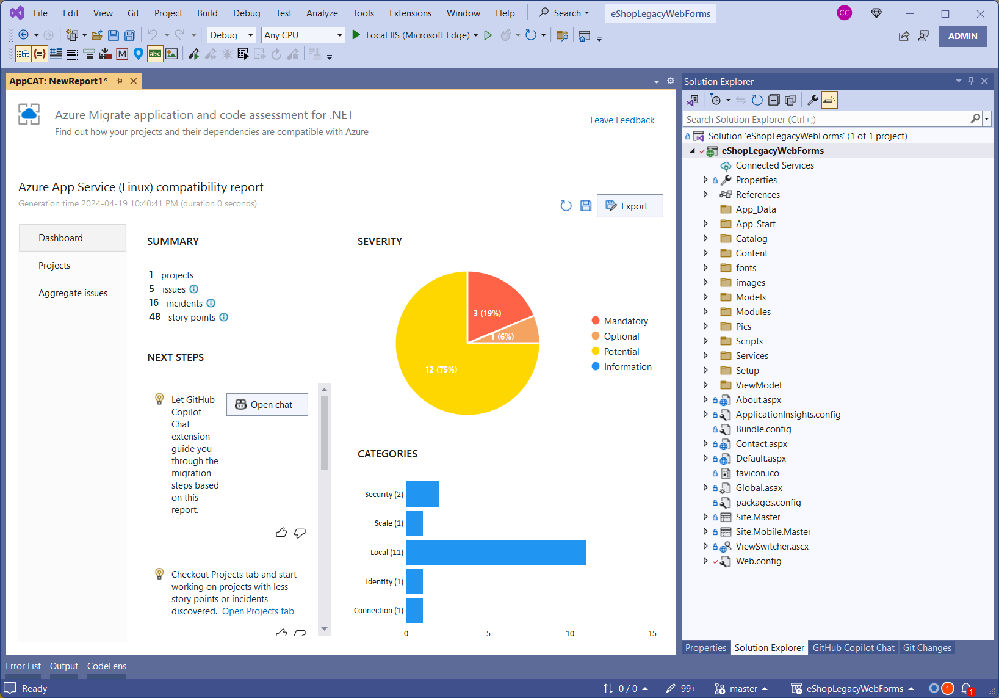 File Edit View Git Project Build Debug Test Analyze Tools Extensions Window Help Search eShopLegacyWebForms CC
Debug Any CPU Local IIS (Microsoft Edge) ADMIN
{=} M abc
AppCAT: NewReport1*
Azure Migrate application and code assessment for .NET
Find out how your projects and their dependencies are compatible with Azure
Leave Feedback
Azure App Service (Linux) compatibility report
Generation time 2024-04-19 10:40:41 PM (duration 0 seconds)
Export
Dashboard
Projects
Aggregate issues
SUMMARY
1 projects
5 issues
16 incidents
48 story points
NEXT STEPS
Let GitHub
Copilot
Chat
extension
guide you
through the
migration
steps based
on this
report.
Open chat
Checkout Projects tab and start
working on projects with less
story points or incidents
discovered. Open Projects tab
SEVERITY
3 (19%)
1 (6%)
12 (75%)
Mandatory
Optional
Potential
Information
CATEGORIES
Security (2)
Scale (1)
Local (11)
Identity (1)
Connection (1)
0 5 10 15
Solution Explorer
Search Solution Explorer (Ctrl+;)
Solution 'eShopLegacyWebForms' (1 of 1 project)
eShopLegacyWebForms
Connected Services
Properties
References
App_Data
App_Start
Catalog
Content
fonts
images
Models
Modules
Pics
Scripts
Services
Setup
ViewModel
About.aspx
ApplicationInsights.config
Bundle.config
Contact.aspx
Default.aspx
favicon.ico
Global.asax
packages.config
Site.Master
Site.Mobile.Master
ViewSwitcher.ascx
Web.config
Properties Solution Explorer GitHub Copilot Chat Git Changes
Error List Output CodeLens
Ready 0 / 0 99+ master eShopLegacyWebForms 1 1